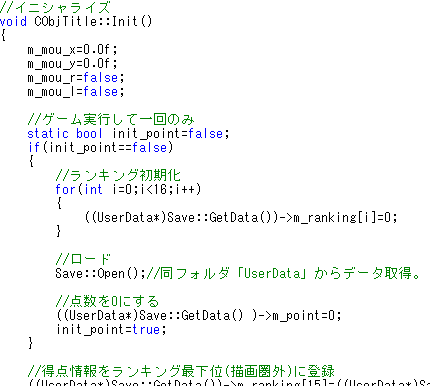 //イニシャライズ
void CObjTitle::Init()
{
m_mou_x=0.0f;
m_mou_y=0.0f;
m_mou_r=false;
m_mou_l=false;
//ゲーム実行して一回のみ
static bool init_point=false;
if(init_point==false)
{
//ランキング初期化
for(int i=0;i<16;i++)
{
((UserData*)Save::GetData())->m_ranking[i]=0;
}
//ロード
Save::Open();//同フォルダ「UserData」からデータ取得。
//点数を0にする
((UserData*)Save::GetData() )->m_point=0;
init_point=true;
}
//得点情報をランキング最下位(描画圏外)に登録
((UserData*)Save::GetData())->m_ranking[15]=((UserData*)Sav